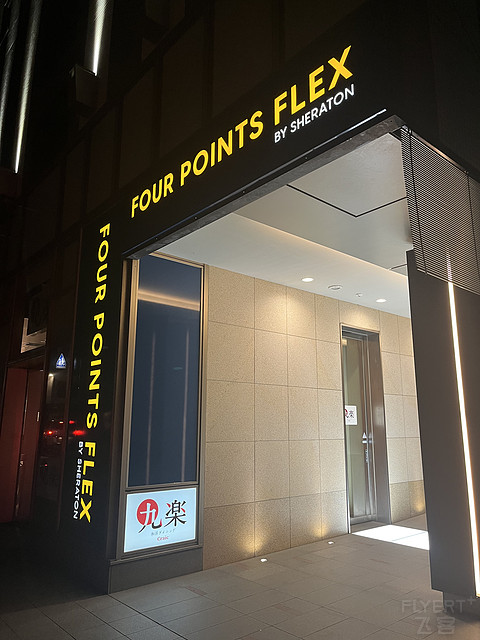 FOUR POINTS FLEX
BY SHERATON
FOUR POINTS FLEX
BY SHERATON
九楽
FLYERT+
飞客